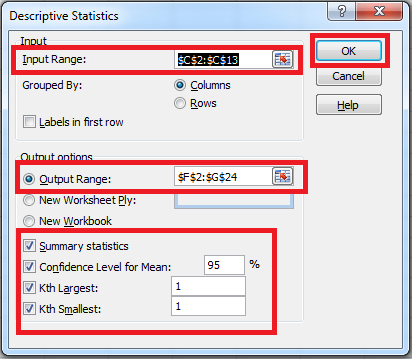 Descriptive Statistics
Input
Input Range: $C$2:$C$13
OK
Grouped By: Columns
Cancel
Rows
Help
Labels in first row
Output options
Output Range: $F$2:$G$24
New Worksheet Ply:
New Workbook
Summary statistics
Confidence Level for Mean: 95 %
Kth Largest: 1
Kth Smallest: 1